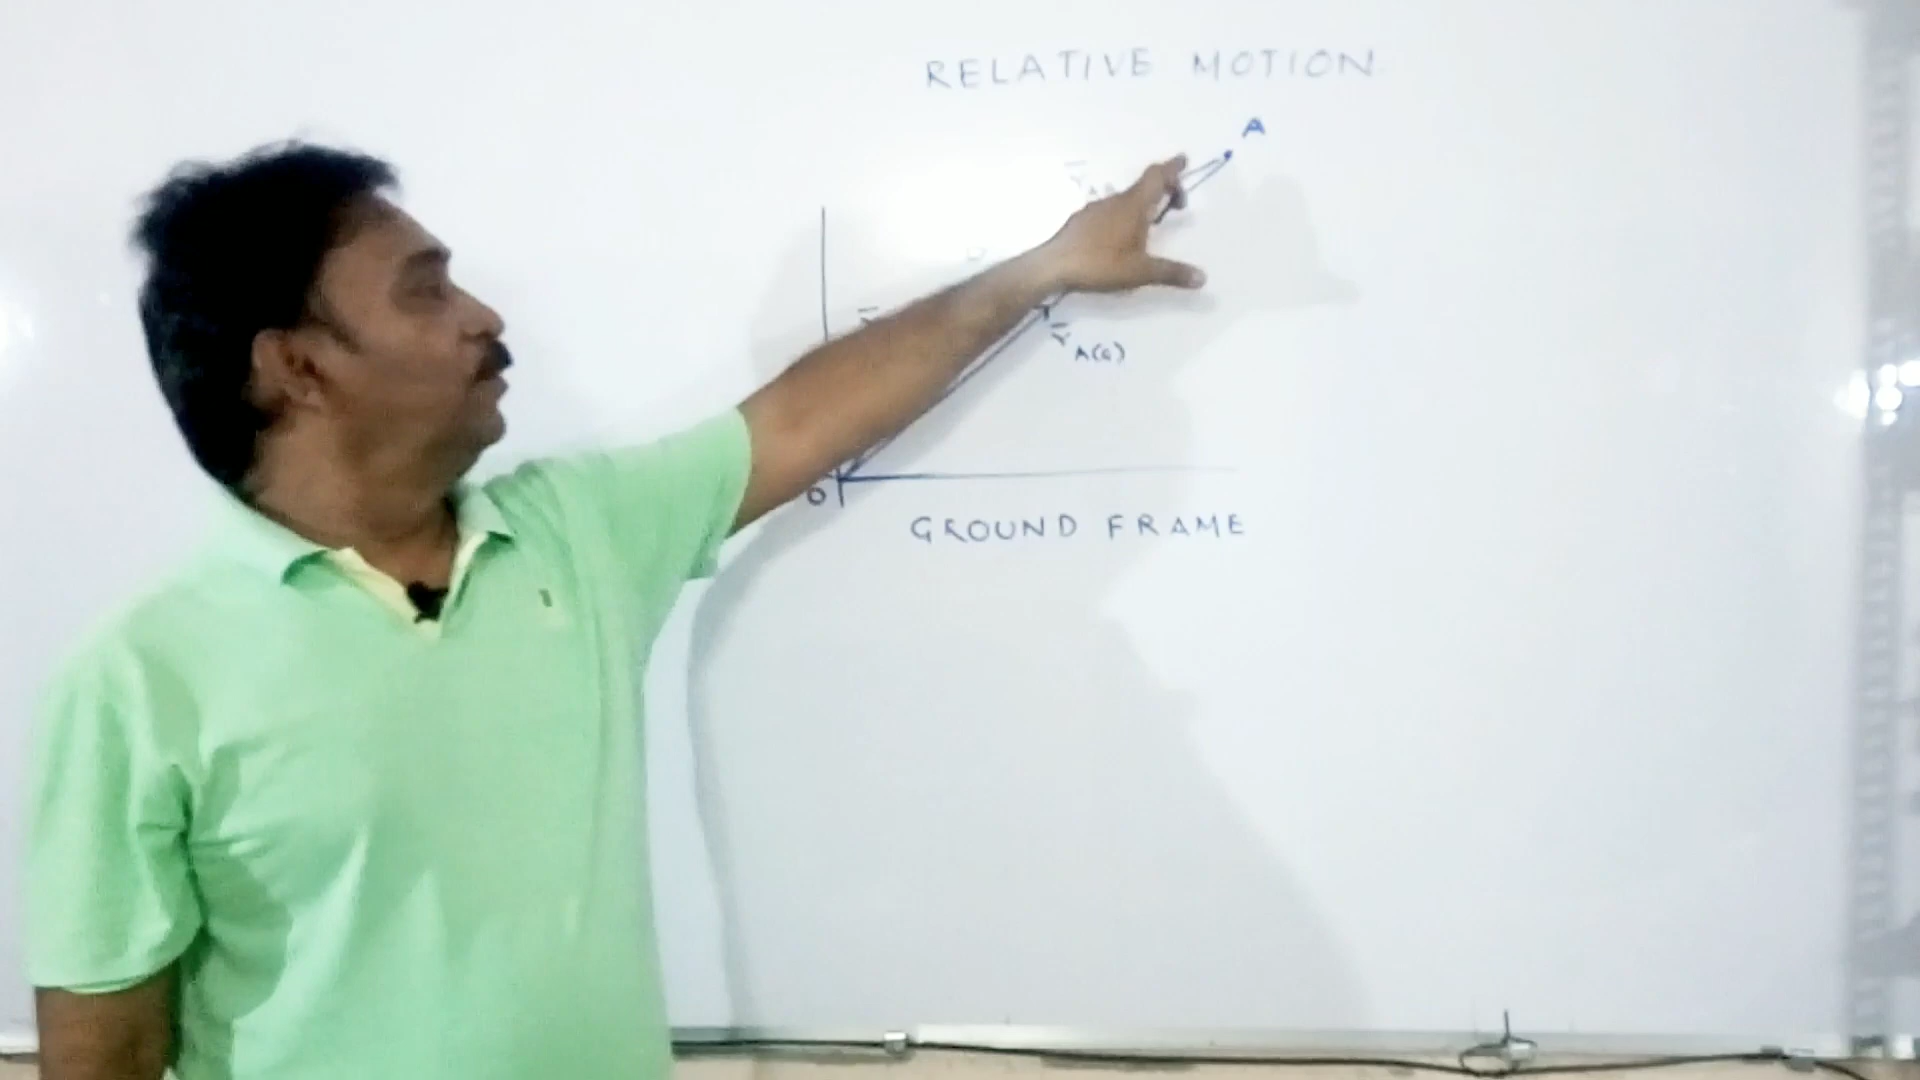 RELATIVE MOTION
A
r̄ A(G)
O
GROUND FRAME